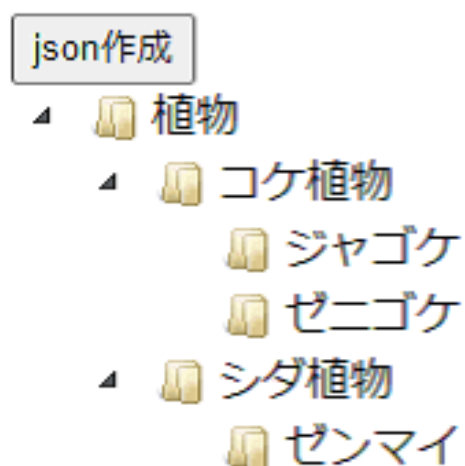 json作成
植物
コケ植物
ジャゴケ
ゼニゴケ
シダ植物
ゼンマイ